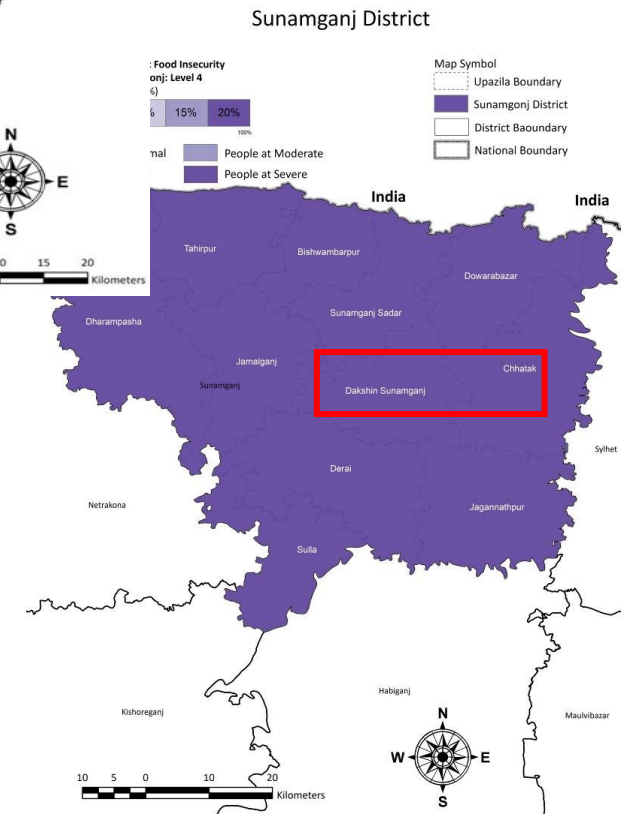 Sunamganj District
: Food Insecurity
onj: Level 4
%)
% 15% 20%
100%
mal People at Moderate
People at Severe
Map Symbol
Upazila Boundary
Sunamgonj District
District Baoundary
National Boundary
N
E
S
0 15 20
Kilometers
India
India
Tahirpur
Bishwambarpur
Dowarabazar
Sunamganj Sadar
Dharampasha
Jamalganj
Chhatak
Sunamganj
Dakshin Sunamganj
Sylhet
Derai
Netrakona
Jagannathpur
Sulla
Habiganj
Kishoreganj
Maulvibazar
N
W E
S
10 5 0 10 20
Kilometers